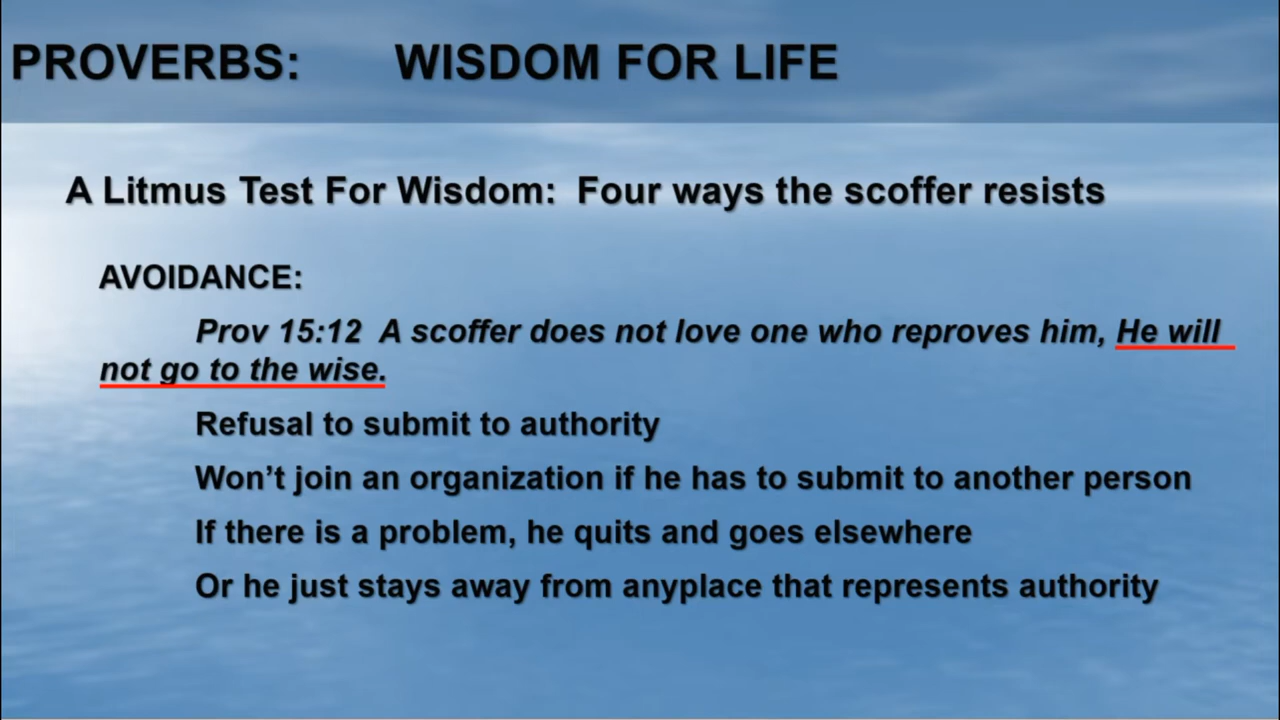 PROVERBS: WISDOM FOR LIFE
A Litmus Test For Wisdom: Four ways the scoffer resists
AVOIDANCE:
Prov 15:12 A scoffer does not love one who reproves him, He will
not go to the wise.
Refusal to submit to authority
Won’t join an organization if he has to submit to another person
If there is a problem, he quits and goes elsewhere
Or he just stays away from anyplace that represents authority